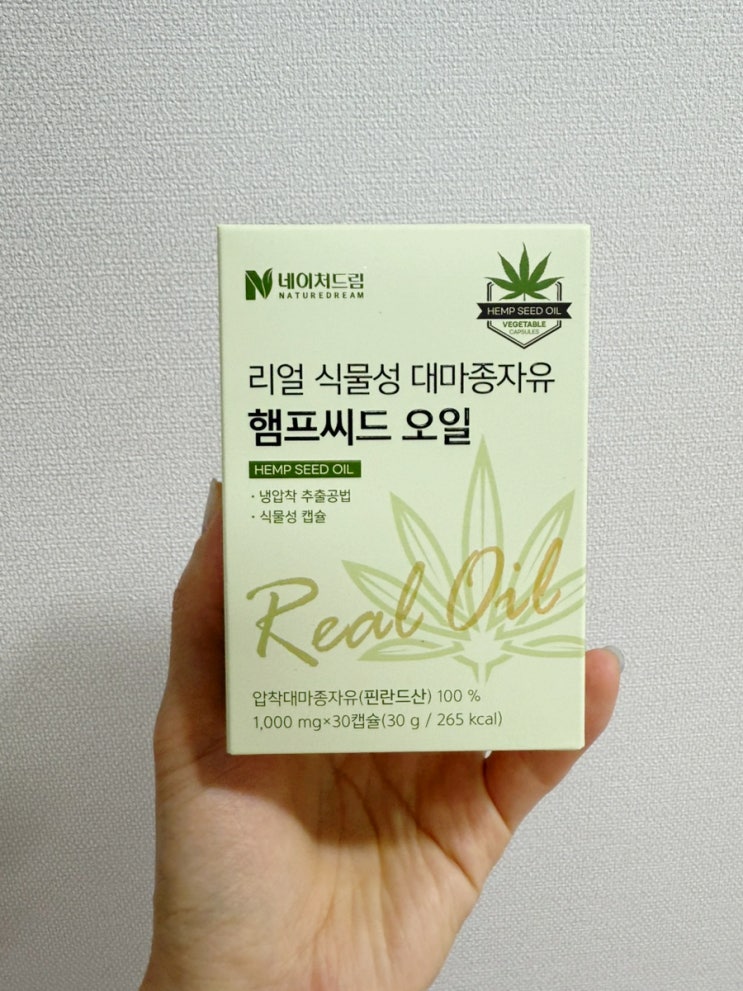 네이처드림
NATUREDREAM
HEMP SEED OIL
VEGETABLE
CAPSULES
리얼 식물성 대마종자유
햄프씨드 오일
HEMP SEED OIL
· 냉압착 추출공법
· 식물성 캡슐
Real Oil
압착대마종자유(핀란드산) 100 %
1,000 mg×30캡슐(30 g / 265 kcal)